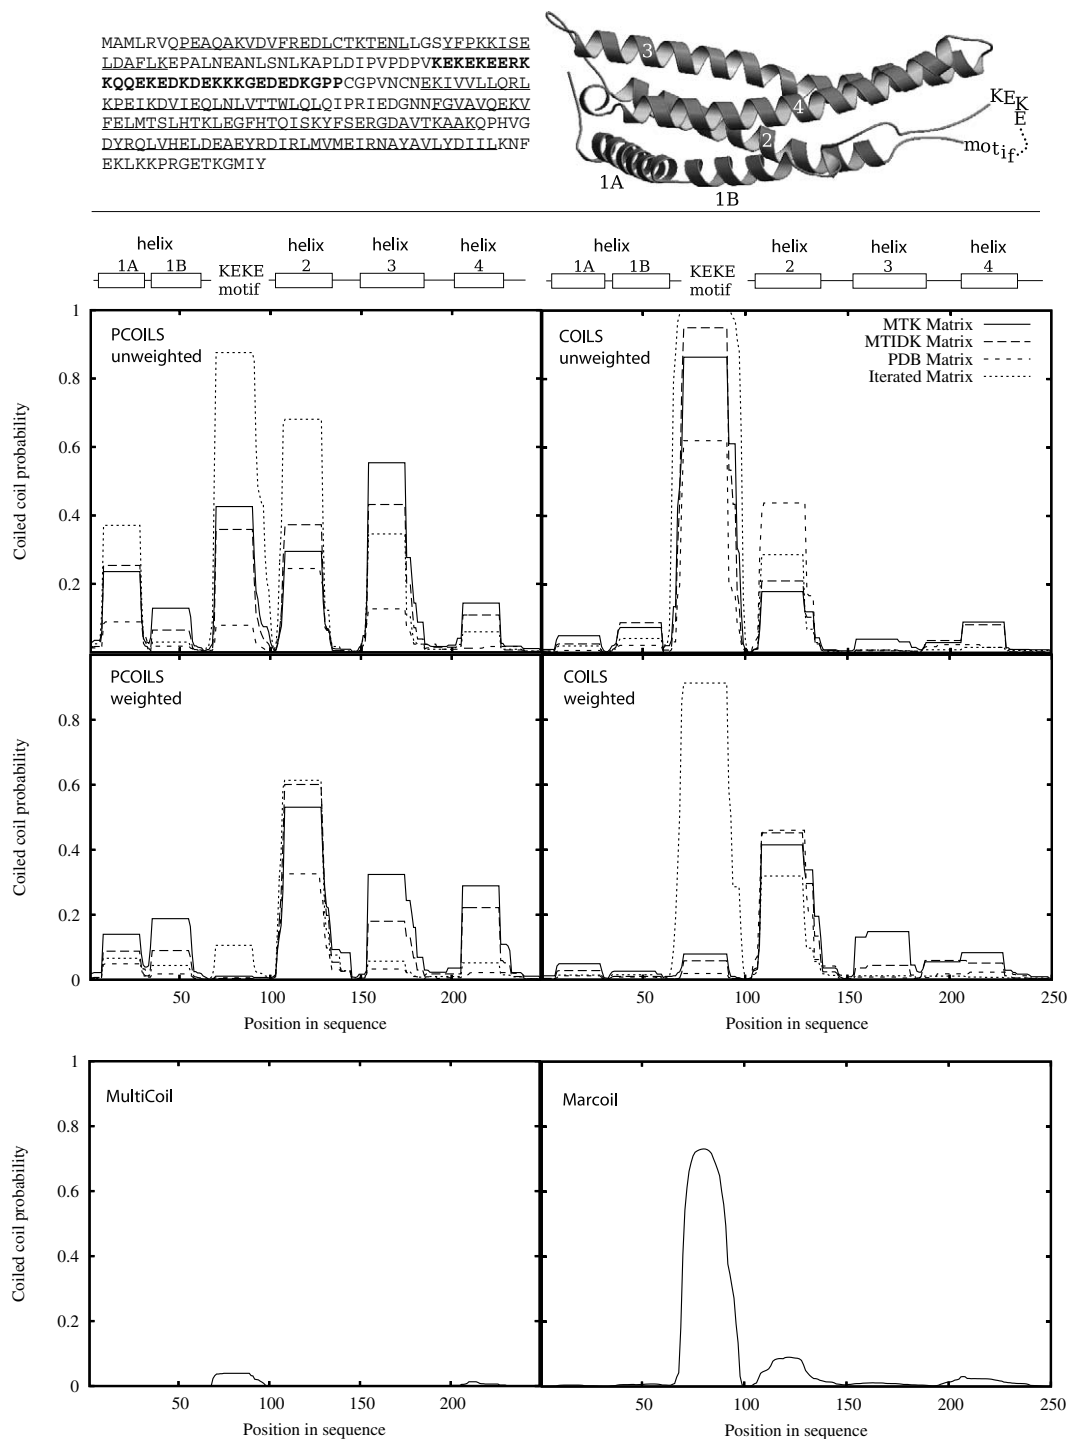 MAMLRVQPEAQAKVDVFREDLCTKTENLLGSYFPKKISE
LDAFLKEPALNEANLSNLKAPLDIPVPDPVKEKEKEERK
KQQEKEDKDEKKKGEDEDKGPPCGPVNCNEKIVVLLQRL
KPEIKDVIEQLNLVTTWLQLQIPRIEDGNNFGVAVQEKV
FELMTSLHTKLEGFHTQISKYFSERGDAVTKAAKQPHVG
DYRQLVHELDEAEYRDIRLMVMEIRNAYAVLYDIILKNF
EKLKKPRGETKGMIY
3
4
2
1A
1B
KEKE
motif
helix
1A 1B
KEKE
motif
helix
2
helix
3
helix
4
helix
1A 1B
KEKE
motif
helix
2
helix
3
helix
4
PCOILS
unweighted
Coiled coil probability
1
0.8
0.6
0.4
0.2
COILS
unweighted
MTK Matrix
MTIDK Matrix
PDB Matrix
Iterated Matrix
PCOILS
weighted
Coiled coil probability
0.8
0.6
0.4
0.2
0
50 100 150 200
Position in sequence
COILS
weighted
50 100 150 200 250
Position in sequence
MultiCoil
Coiled coil probability
1
0.8
0.6
0.4
0.2
0
50 100 150 200
Position in sequence
Marcoil
50 100 150 200 250
Position in sequence